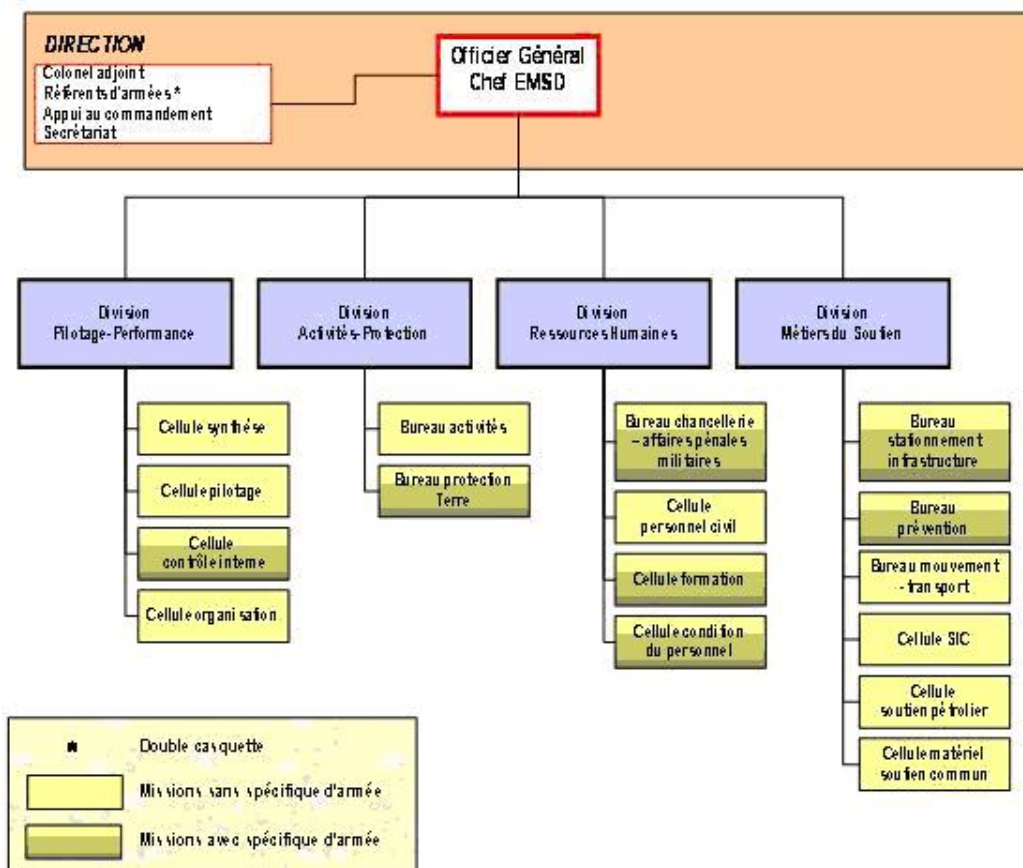 DIRECTION
Colonel adjoint
Référents d'armées *
Appui au commandement
Secrétariat
Officier Général
Chef EMSD
Division
Pilotage-Performance
Division
Activités-Protection
Division
Ressources Humaines
Division
Métiers du Soutien
Cellule synthèse
Cellule pilotage
Cellule
contrôle interne
Cellule organisation
Bureau activités
Bureau protection
Terre
Bureau chancellerie
– affaires pénales
militaires
Cellule
personnel civil
Cellule formation
Cellule condition
du personnel
Bureau
stationnement
infrastructure
Bureau
prévention
Bureau mouvement
- transport
Cellule SIC
Cellule
soutien pétrolier
Cellule matériel
soutien commun
* Double casquette
Missions sans spécifique d'armée
Missions avec spécifique d'armée